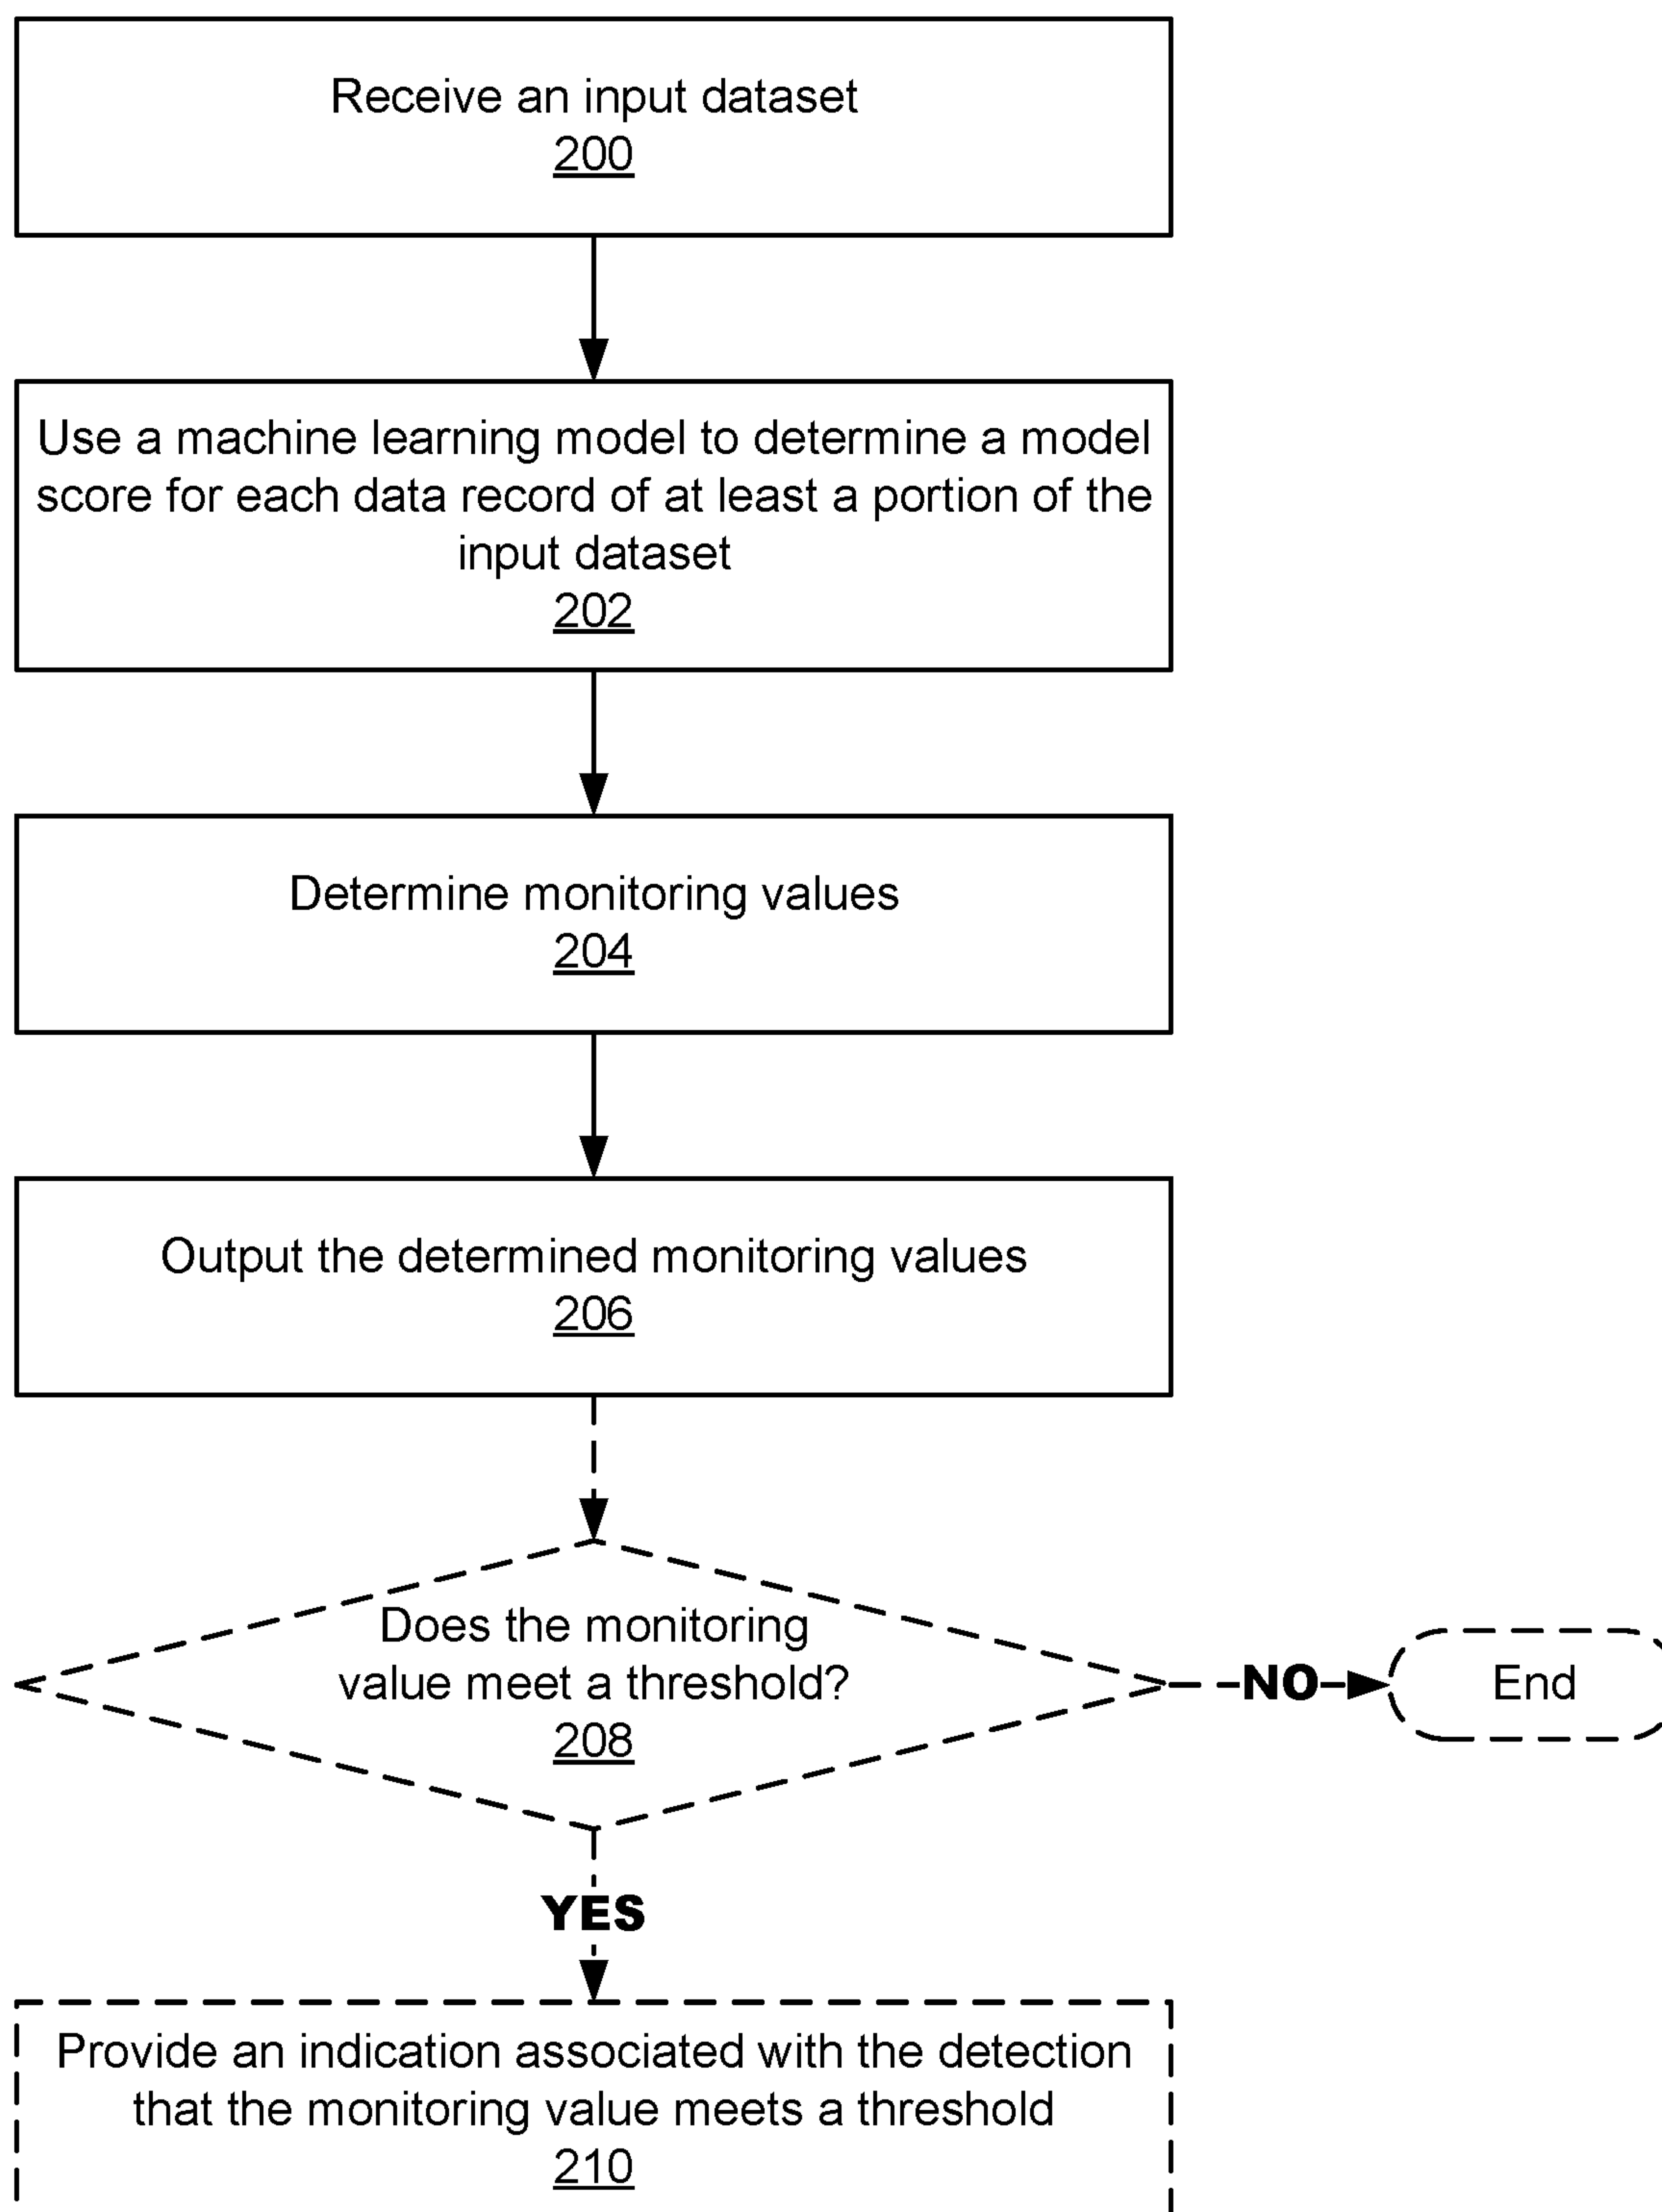 Receive an input dataset
200
Use a machine learning model to determine a model
score for each data record of at least a portion of the
input dataset
202
Determine monitoring values
204
Output the determined monitoring values
206
Does the monitoring
value meet a threshold?
208
NO
End
YES
Provide an indication associated with the detection
that the monitoring value meets a threshold
210